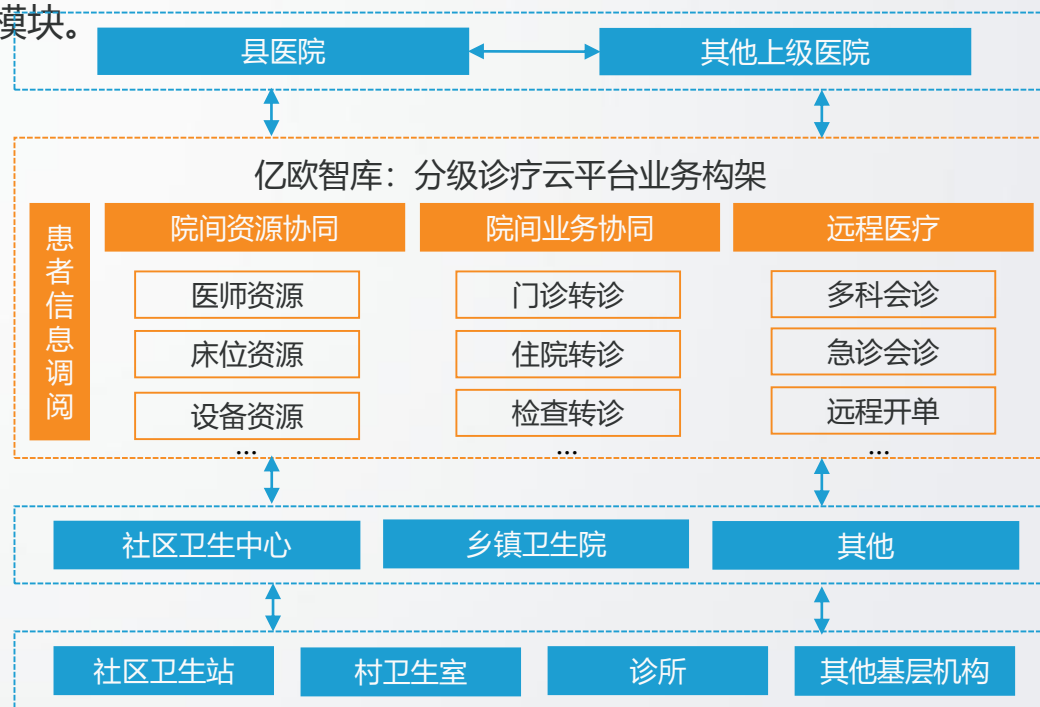 模块。
县医院
其他上级医院
亿欧智库：分级诊疗云平台业务构架
患者信息调阅
院间资源协同
院间业务协同
远程医疗
医师资源
门诊转诊
多科会诊
床位资源
住院转诊
急诊会诊
设备资源
检查转诊
远程开单
...
...
...
社区卫生中心
乡镇卫生院
其他
社区卫生站
村卫生室
诊所
其他基层机构